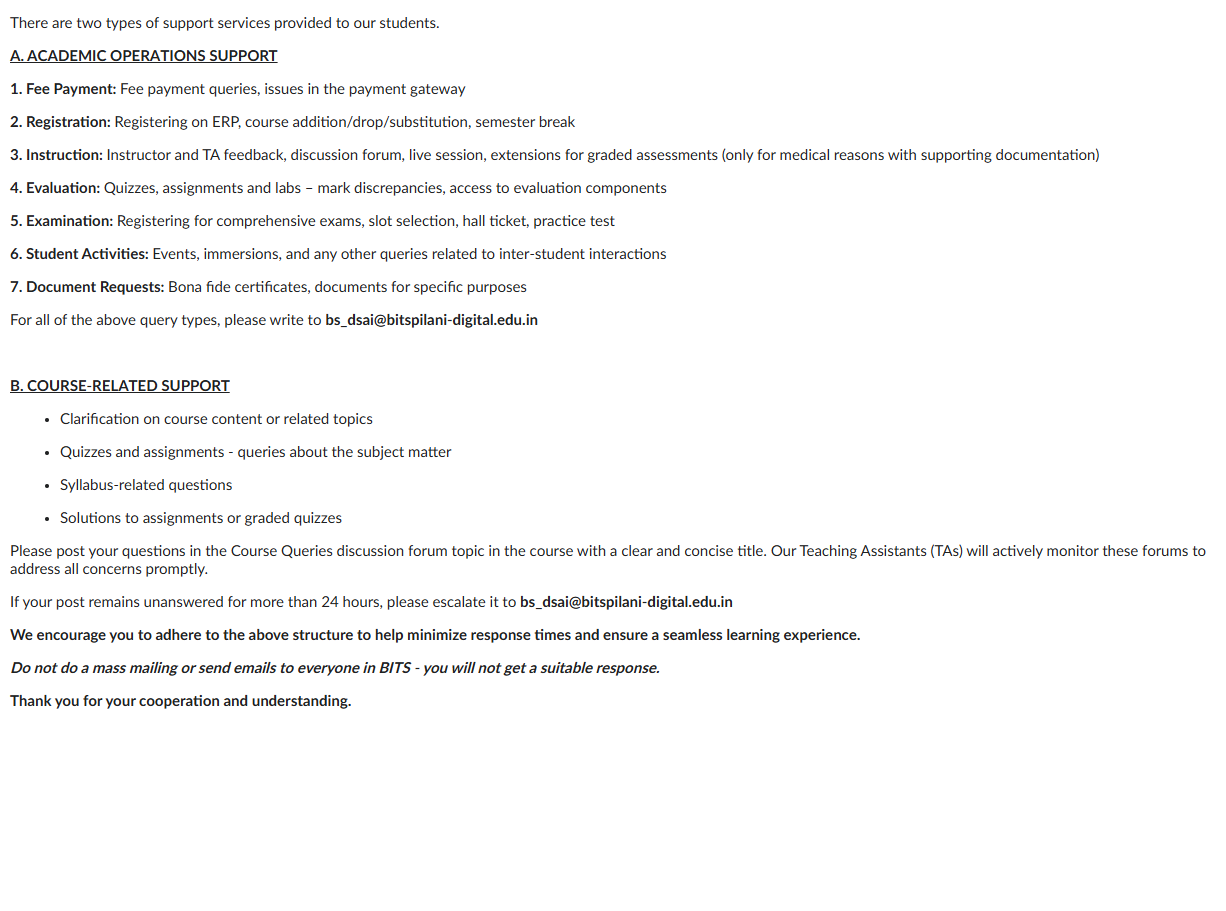 There are two types of support services provided to our students.
A. ACADEMIC OPERATIONS SUPPORT
1. Fee Payment: Fee payment queries, issues in the payment gateway
2. Registration: Registering on ERP, course addition/drop/substitution, semester break
3. Instruction: Instructor and TA feedback, discussion forum, live session, extensions for graded assessments (only for medical reasons with supporting documentation)
4. Evaluation: Quizzes, assignments and labs – mark discrepancies, access to evaluation components
5. Examination: Registering for comprehensive exams, slot selection, hall ticket, practice test
6. Student Activities: Events, immersions, and any other queries related to inter-student interactions
7. Document Requests: Bona fide certificates, documents for specific purposes
For all of the above query types, please write to bs_dsai@bitspilani-digital.edu.in
B. COURSE-RELATED SUPPORT
• Clarification on course content or related topics
• Quizzes and assignments - queries about the subject matter
• Syllabus-related questions
• Solutions to assignments or graded quizzes
Please post your questions in the Course Queries discussion forum topic in the course with a clear and concise title. Our Teaching Assistants (TAs) will actively monitor these forums to
address all concerns promptly.
If your post remains unanswered for more than 24 hours, please escalate it to bs_dsai@bitspilani-digital.edu.in
We encourage you to adhere to the above structure to help minimize response times and ensure a seamless learning experience.
Do not do a mass mailing or send emails to everyone in BITS - you will not get a suitable response.
Thank you for your cooperation and understanding.